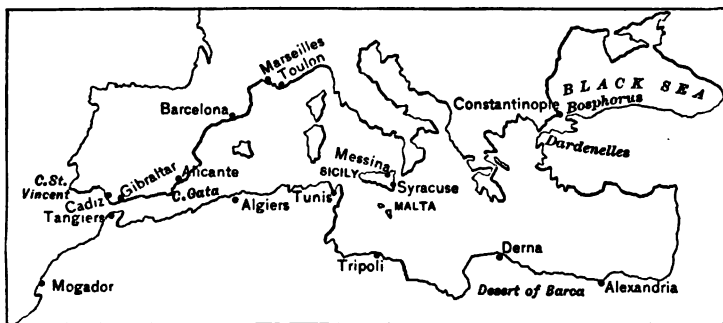 Marseilles
Toulon
BLACK SEA
Constantinople
Bosphorus
Barcelona
Dardenelles
Messina
SICILY
Alicante
Gibraltar
C. St.
Vincent
Cadiz
C. Gata
Tangiers
Algiers
Tunis
Syracuse
MALTA
Derna
Tripoli
Mogador
Desert of Barca
Alexandria